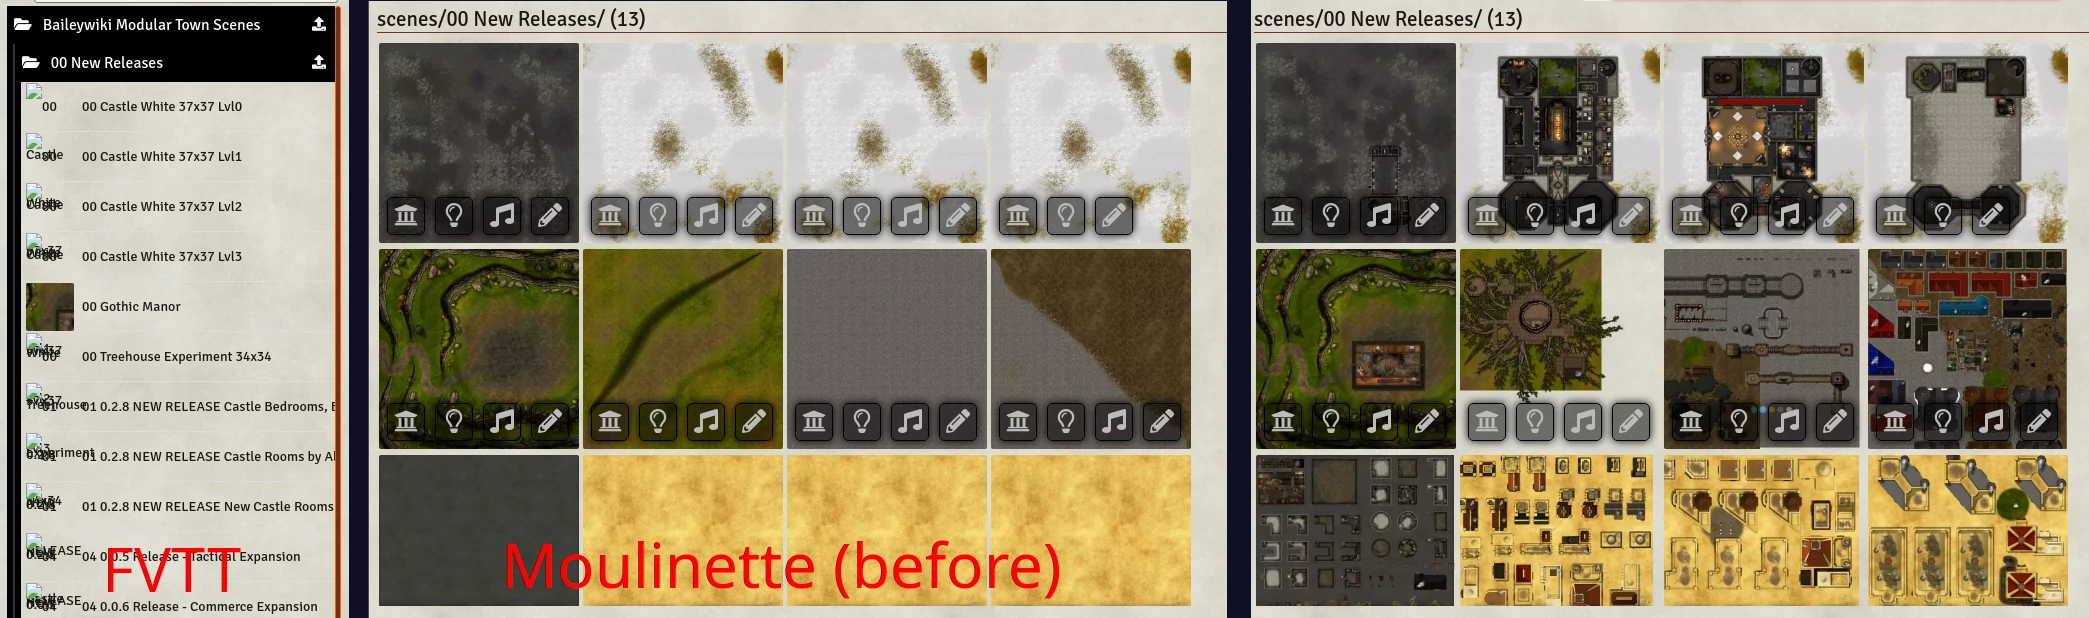 Baileywiki Modular Town Scenes
00 New Releases
00 Castle White 37x37 Lvl0
00 Castle White 37x37 Lvl1
00 Castle White 37x37 Lvl2
00 Castle White 37x37 Lvl3
00 Gothic Manor
00 Treehouse Experiment 34x34
01 0.2.8 NEW RELEASE Castle Bedrooms,
01 0.2.8 NEW RELEASE Castle Rooms by
01 0.2.8 NEW RELEASE New Castle Rooms
04 0.0.5 Release - Tactical Expansion
04 0.0.6 Release - Commerce Expansion
FVTT
scenes/00 New Releases/ (13)
Moulinette (before)
scenes/00 New Releases/ (13)